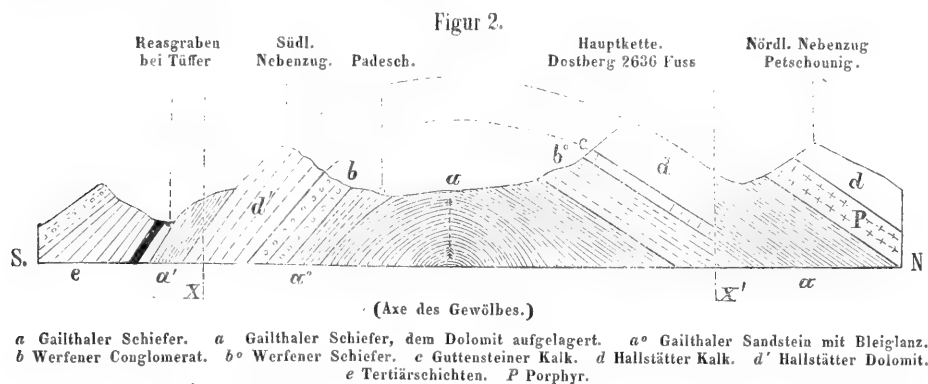 Figur 2.
Reasgraben bei Tüffer
Südl. Nebenzug.
Padesch.
Hauptkette. Dostberg 2636 Fuss
Nördl. Nebenzug Petschounig.
b a b° c d d
d' P
S. e a' X a° X' a N
(Axe des Gewölbes.)
a Gailthaler Schiefer. a Gailthaler Schiefer, dem Dolomit aufgelagert. a° Gailthaler Sandstein mit Bleiglanz.
b Werfener Conglomerat. b° Werfener Schiefer. c Guttensteiner Kalk. d Hallstätter Kalk. d' Hallstätter Dolomit.
e Tertiärschichten. P Porphyr.